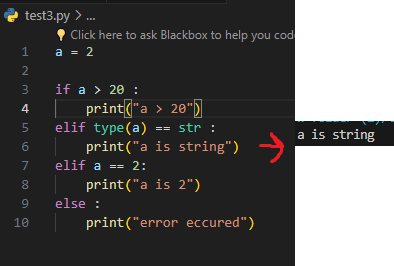 test3.py > ...
Click here to ask Blackbox to help you cod
1 a = 2
2
3 if a > 20 :
4 print("a > 20")
5 elif type(a) == str :
6 print("a is string")
7 elif a == 2:
8 print("a is 2")
9 else :
10 print("error eccured")
a is string